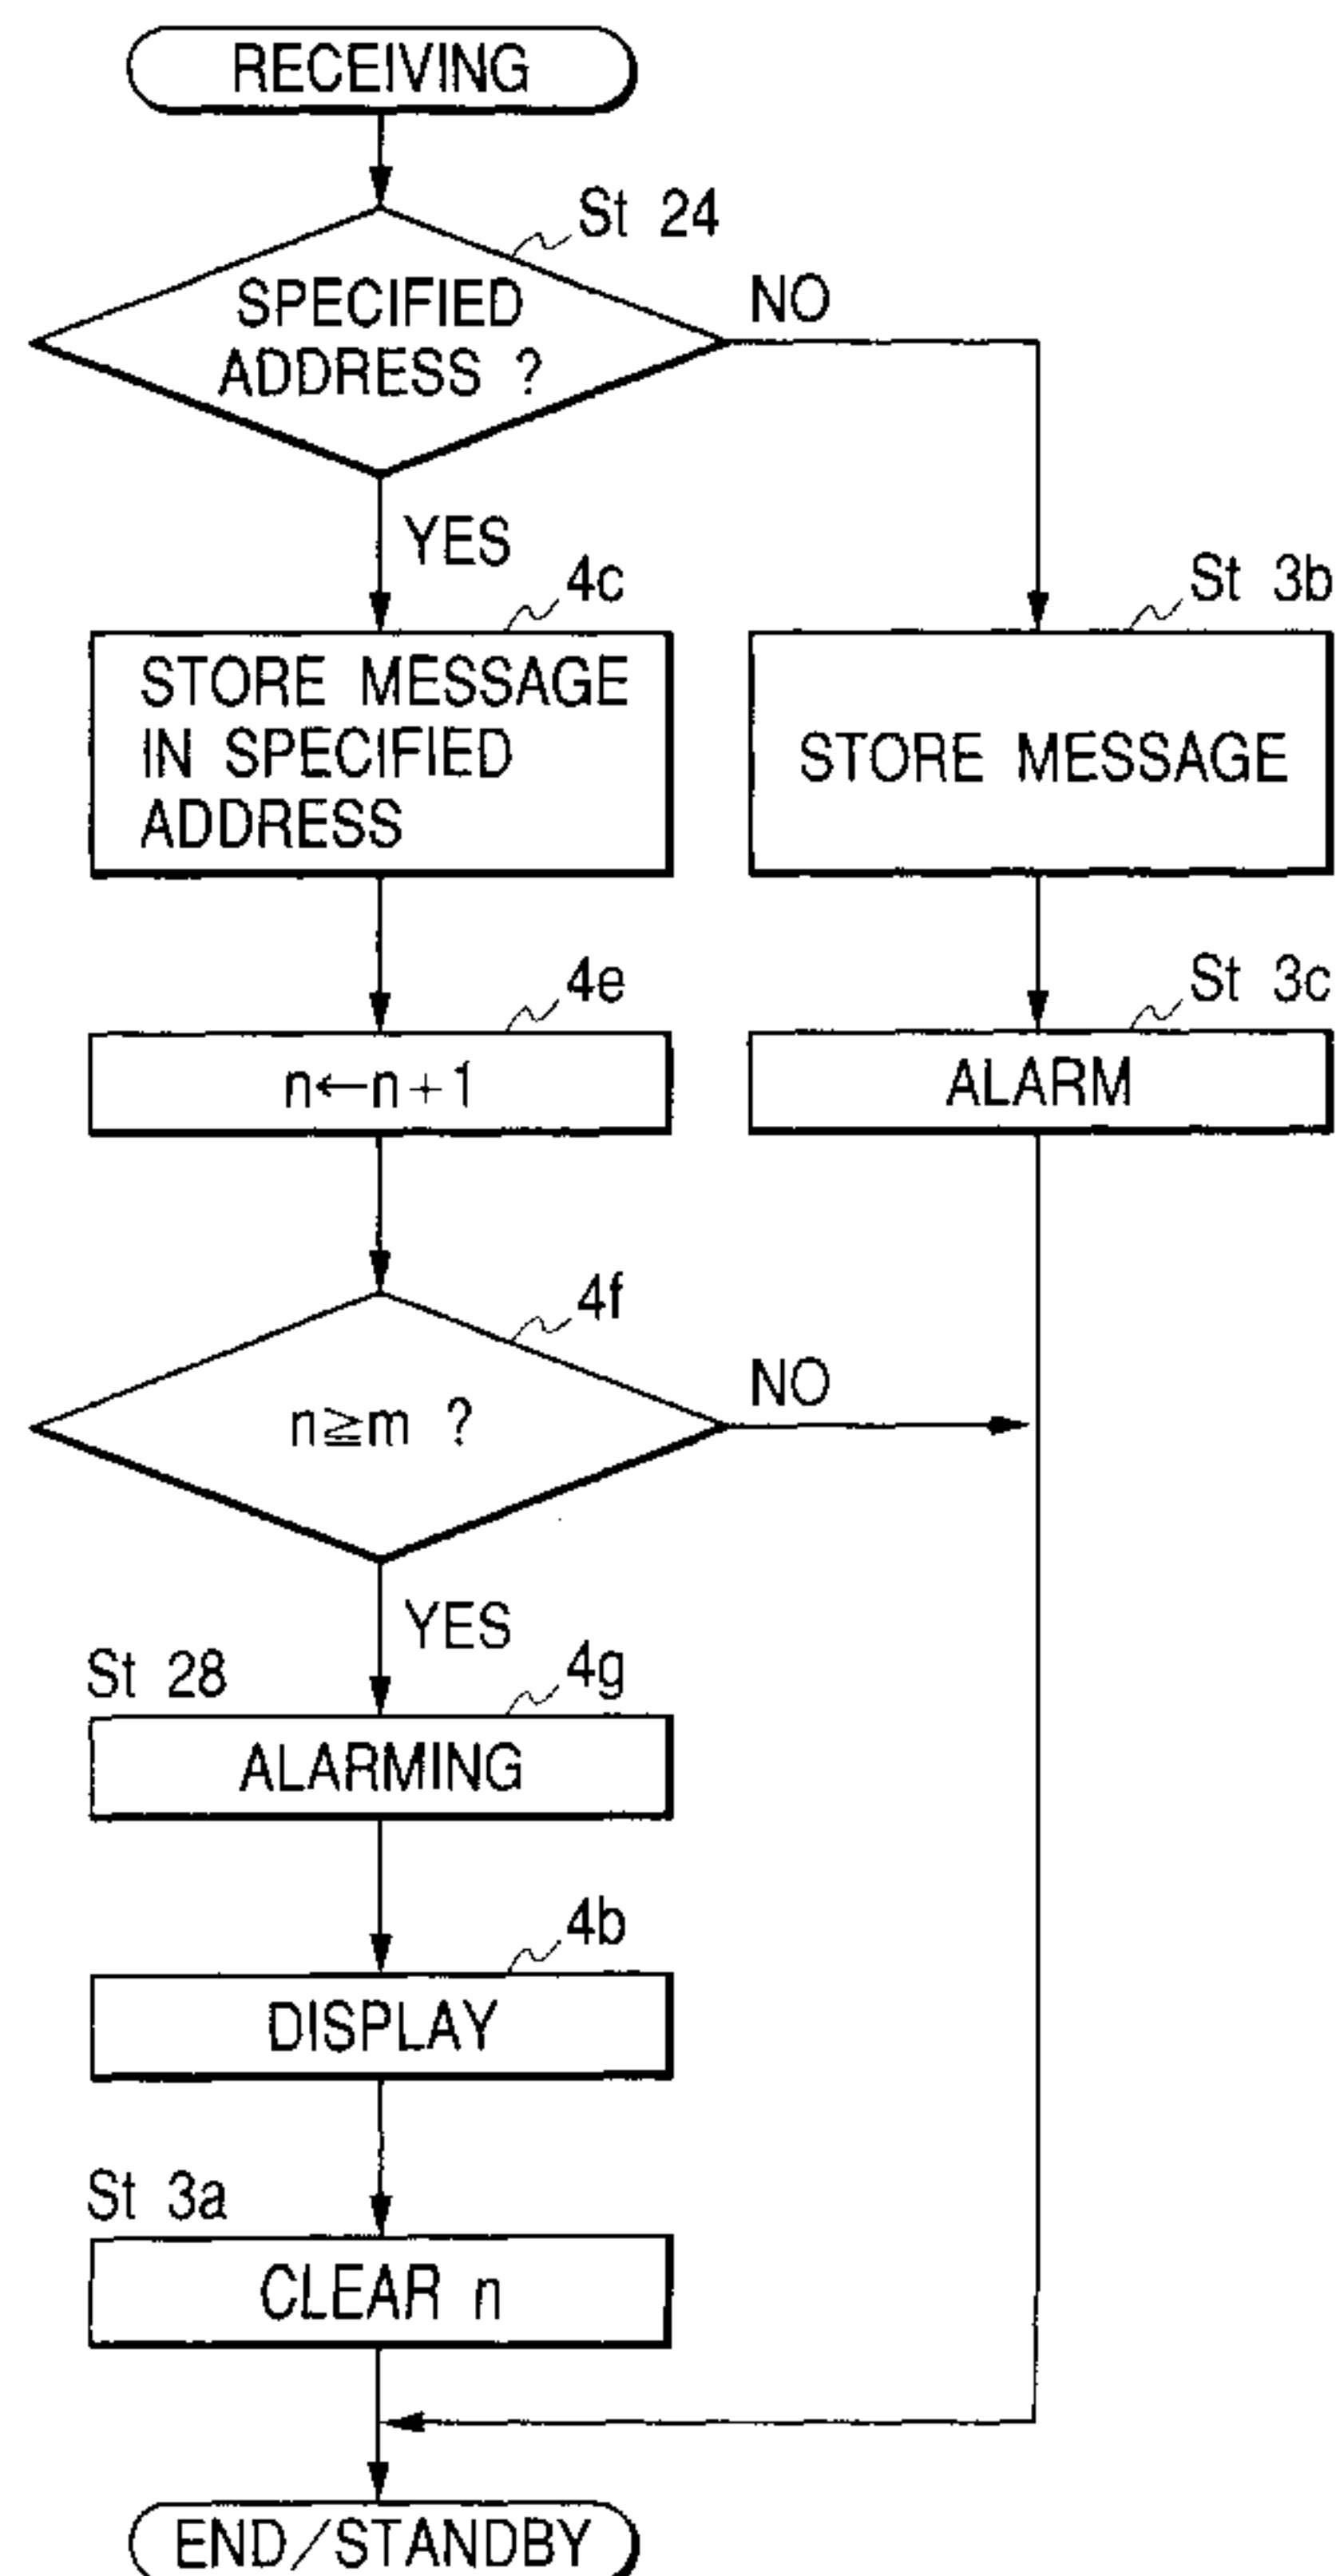 RECEIVING
St 24
SPECIFIED
ADDRESS ?
NO
YES
4c
STORE MESSAGE
IN SPECIFIED
ADDRESS
St 3b
STORE MESSAGE
4e
n←n+1
St 3c
ALARM
4f
n≧m ?
NO
YES
St 28
4g
ALARMING
4b
DISPLAY
St 3a
CLEAR n
END/STANDBY